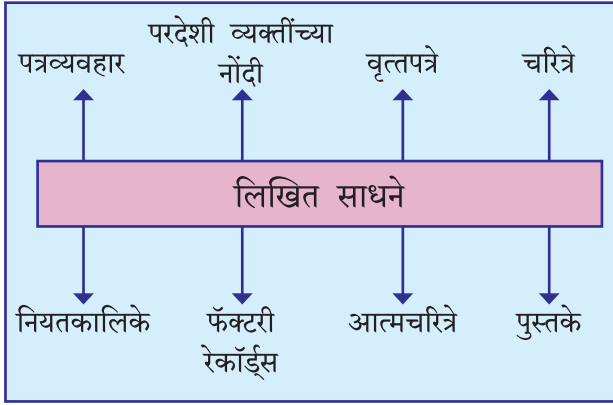 पत्रव्यवहार
परदेशी व्यक्तींच्या
नोंदी
वृत्तपत्रे
चरित्रे
लिखित साधने
नियतकालिके
फॅक्टरी
रेकॉर्ड्स
आत्मचरित्रे
पुस्तके